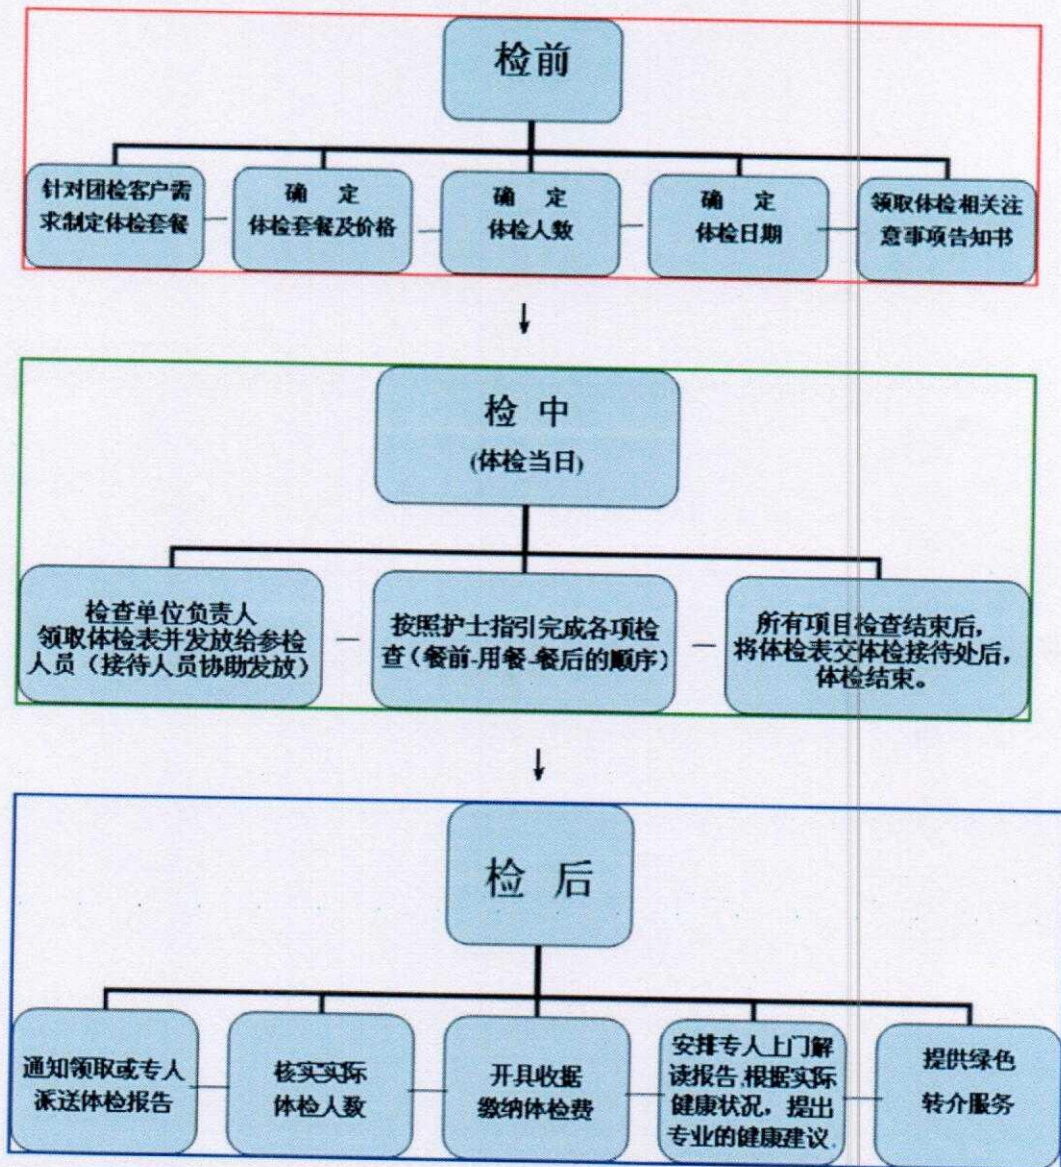 检前
针对团检客户需
求制定体检套餐
确 定
体检套餐及价格
确 定
体检人数
确 定
体检日期
领取体检相关注
意事项告知书
检 中
(体检当日)
检查单位负责人
领取体检表并发放给参检
人员（接待人员协助发放）
按照护士指引完成各项检
查（餐前-用餐-餐后的顺序）
所有项目检查结束后，
将体检表交体检接待处后，
体检结束。
检 后
通知领取或专人
派送体检报告
核实实际
体检人数
开具收据
缴纳体检费
安排专人上门解
读报告,根据实际
健康状况，提出
专业的健康建议.
提供绿色
转介服务